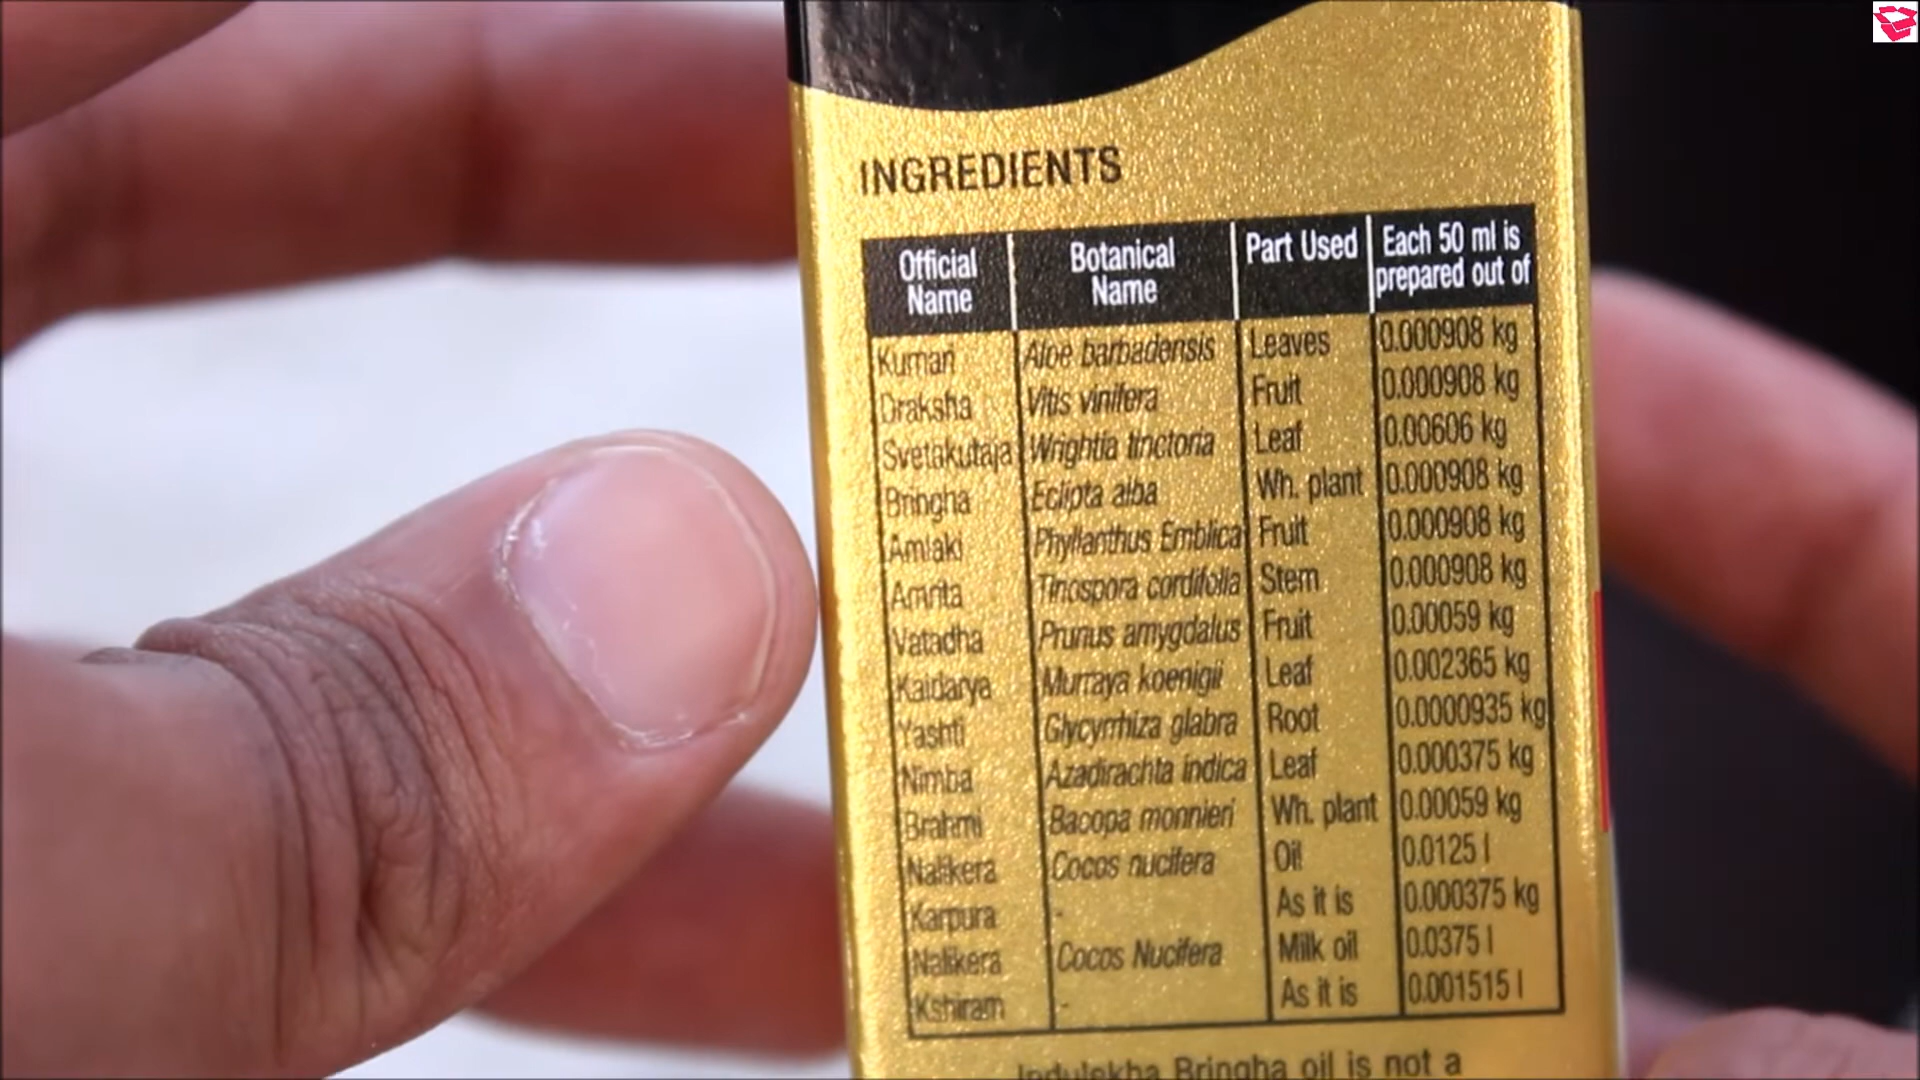 INGREDIENTS
Official Name | Botanical Name | Part Used | Each 50 ml is prepared out of
Kumari | Aloe barbadensis | Leaves | 0.000908 kg
Draksha | Vitis vinifera | Fruit | 0.000908 kg
Svetakutaja | Wrightia tinctoria | Leaf | 0.00606 kg
Bringha | Eclipta alba | Wh. plant | 0.000908 kg
Amlaki | Phyllanthus Emblica | Fruit | 0.000908 kg
Amrita | Tinospora cordifolia | Stem | 0.000908 kg
Vatadha | Prunus amygdalus | Fruit | 0.00059 kg
Kaidarya | Murraya koenigii | Leaf | 0.002365 kg
Yashti | Glycyrrhiza glabra | Root | 0.0000935 kg
Nimba | Azadirachta indica | Leaf | 0.000375 kg
Brahmi | Bacopa monnieri | Wh. plant | 0.00059 kg
Nalikera | Cocos nucifera | Oil | 0.0125 l
Karpura | - | As it is | 0.000375 kg
Nalikera | Cocos Nucifera | Milk oil | 0.0375 l
Kshiram | - | As it is | 0.001515 l
Indulekha Bringha oil is not a